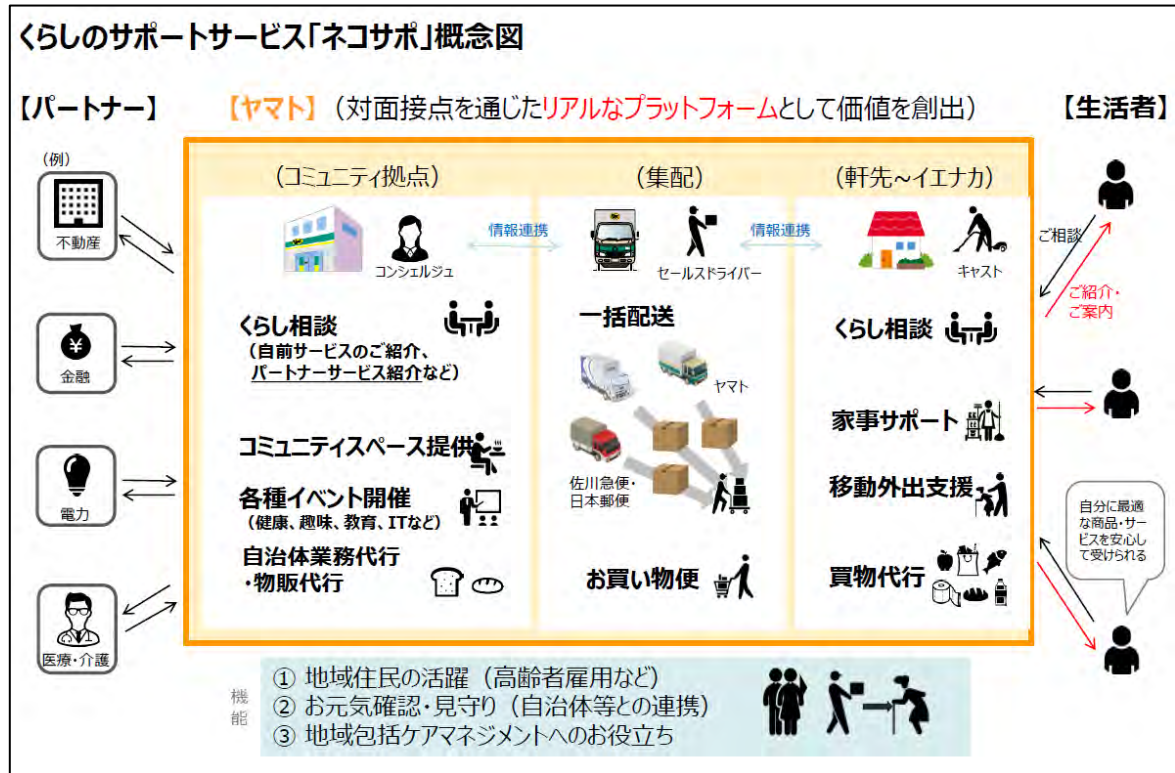 くらしのサポートサービス「ネコサポ」概念図
【パートナー】
【ヤマト】（対面接点を通じたリアルなプラットフォームとして価値を創出）
【生活者】
（例）
不動産
金融
電力
医療・介護
（コミュニティ拠点）
コンシェルジュ
くらし相談
（自前サービスのご紹介、
パートナーサービス紹介など）
コミュニティスペース提供
各種イベント開催
（健康、趣味、教育、ITなど）
自治体業務代行
・物販代行
情報連携
（集配）
セールスドライバー
一括配送
ヤマト
佐川急便・
日本郵便
お買い物便
情報連携
（軒先～イエナカ）
キャスト
くらし相談
家事サポート
移動外出支援
買物代行
ご相談
ご紹介・
ご案内
自分に最適
な商品・サー
ビスを安心し
て受けられる
機
能
① 地域住民の活躍（高齢者雇用など）
② お元気確認・見守り（自治体等との連携）
③ 地域包括ケアマネジメントへのお役立ち